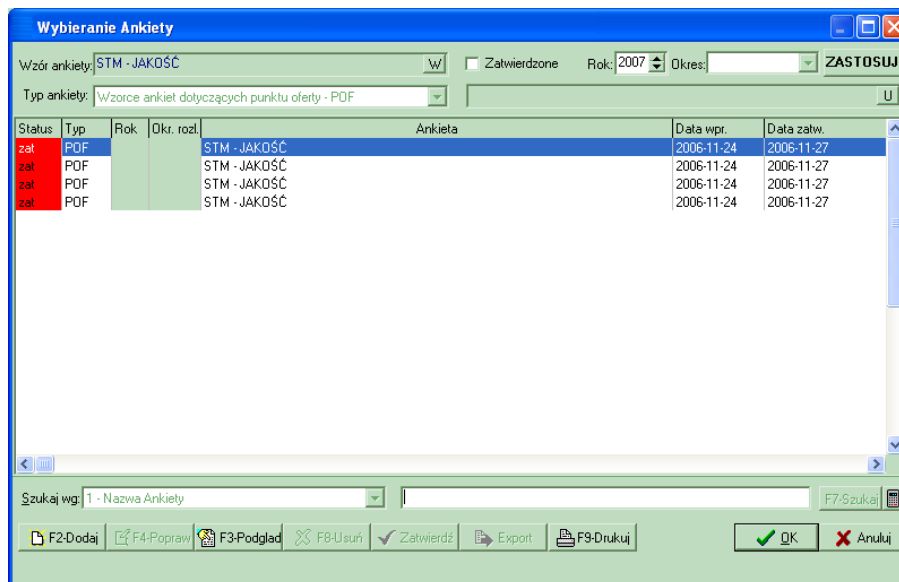 Wybieranie Ankiety
Wzór ankiety: STM - JAKOŚĆ W Zatwierdzone Rok: 2007 Okres: ZASTOSUJ
Typ ankiety: Wzorce ankiet dotyczących punktu oferty - POF U
Status Typ Rok Okr. rozl. Ankieta Data wpr. Data zatw.
zat POF STM - JAKOŚĆ 2006-11-24 2006-11-27
zat POF STM - JAKOŚĆ 2006-11-24 2006-11-27
zat POF STM - JAKOŚĆ 2006-11-24 2006-11-27
zat POF STM - JAKOŚĆ 2006-11-24 2006-11-27
Szukaj wg: 1 - Nazwa Ankiety F7-Szukaj
F2-Dodaj F4-Popraw F3-Podglad F8-Usuń Zatwierdź Export F9-Drukuj OK Anuluj